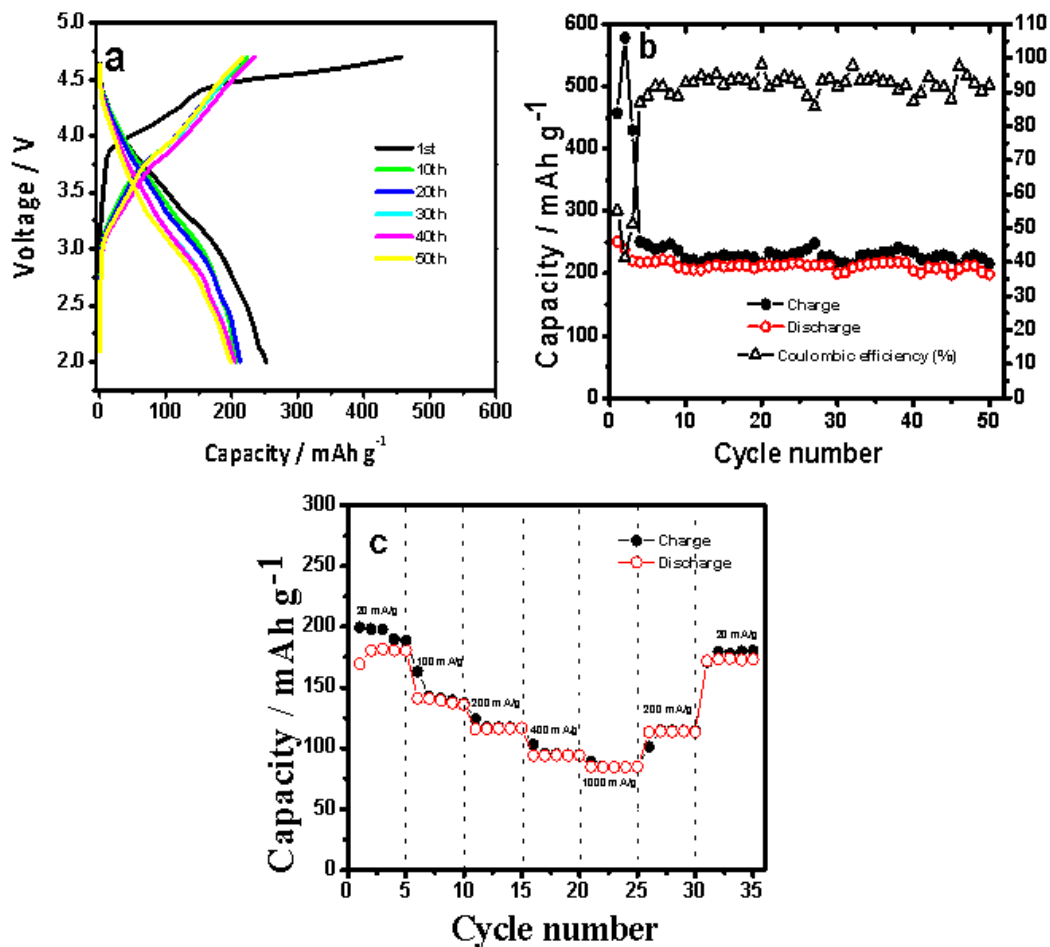 a
5.0
4.5
4.0
3.5
3.0
2.5
2.0
Voltage / V
1st
10th
20th
30th
40th
50th
0 100 200 300 400 500 600
Capacity / mAh g-1
b
600
500
400
300
200
100
0
Capacity / mAh g-1
110
100
90
80
70
60
50
40
30
20
10
0
Charge
Discharge
Coulombic efficiency (%)
0 10 20 30 40 50
Cycle number
c
300
250
200
150
100
50
0
Capacity / mAh g-1
Charge
Discharge
20 mA/g
100 mA/g
200 mA/g
400 mA/g
1000 mA/g
200 mA/g
20 mA/g
0 5 10 15 20 25 30 35
Cycle number